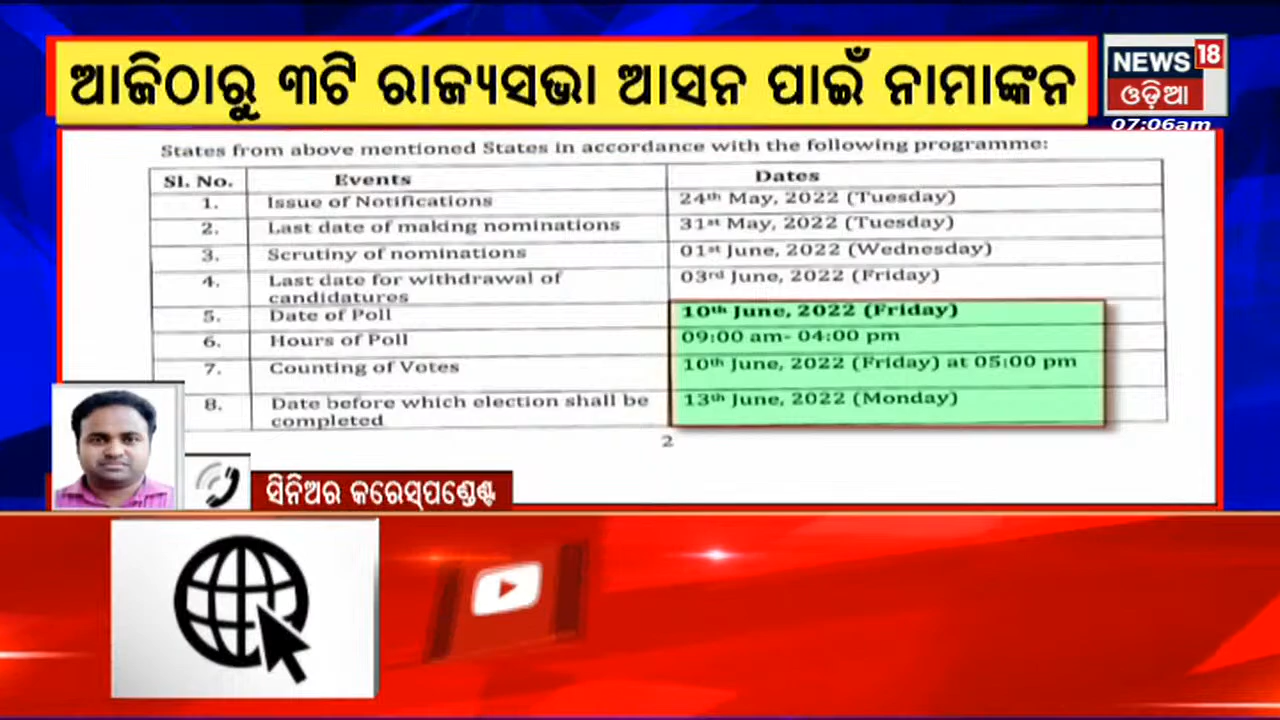 ଆଜିଠାରୁ ୩ଟି ରାଜ୍ୟସଭା ଆସନ ପାଇଁ ନାମାଙ୍କନ
NEWS 18
ଓଡ଼ିଆ
07:06am
States from above mentioned States in accordance with the following programme:
Sl. No. Events Dates
1. Issue of Notifications 24th May, 2022 (Tuesday)
2. Last date of making nominations 31st May, 2022 (Tuesday)
3. Scrutiny of nominations 01st June, 2022 (Wednesday)
4. Last date for withdrawal of 03rd June, 2022 (Friday)
candidatures
5. Date of Poll 10th June, 2022 (Friday)
6. Hours of Poll 09:00 am- 04:00 pm
7. Counting of Votes 10th June, 2022 (Friday) at 05:00 pm
8. Date before which election shall be 13th June, 2022 (Monday)
completed
2
ସିନିଅର କରେସ୍ପଣ୍ଡେଣ୍ଟ